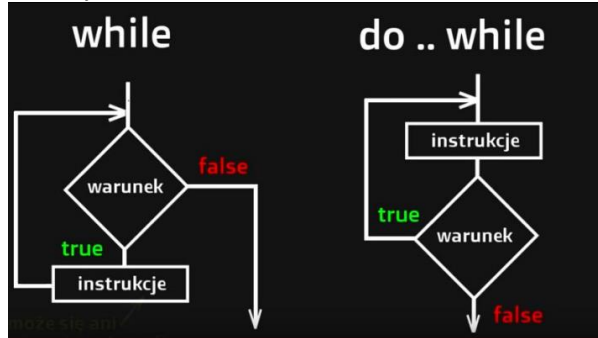 while
false
warunek
true
instrukcje
do .. while
instrukcje
true
warunek
false